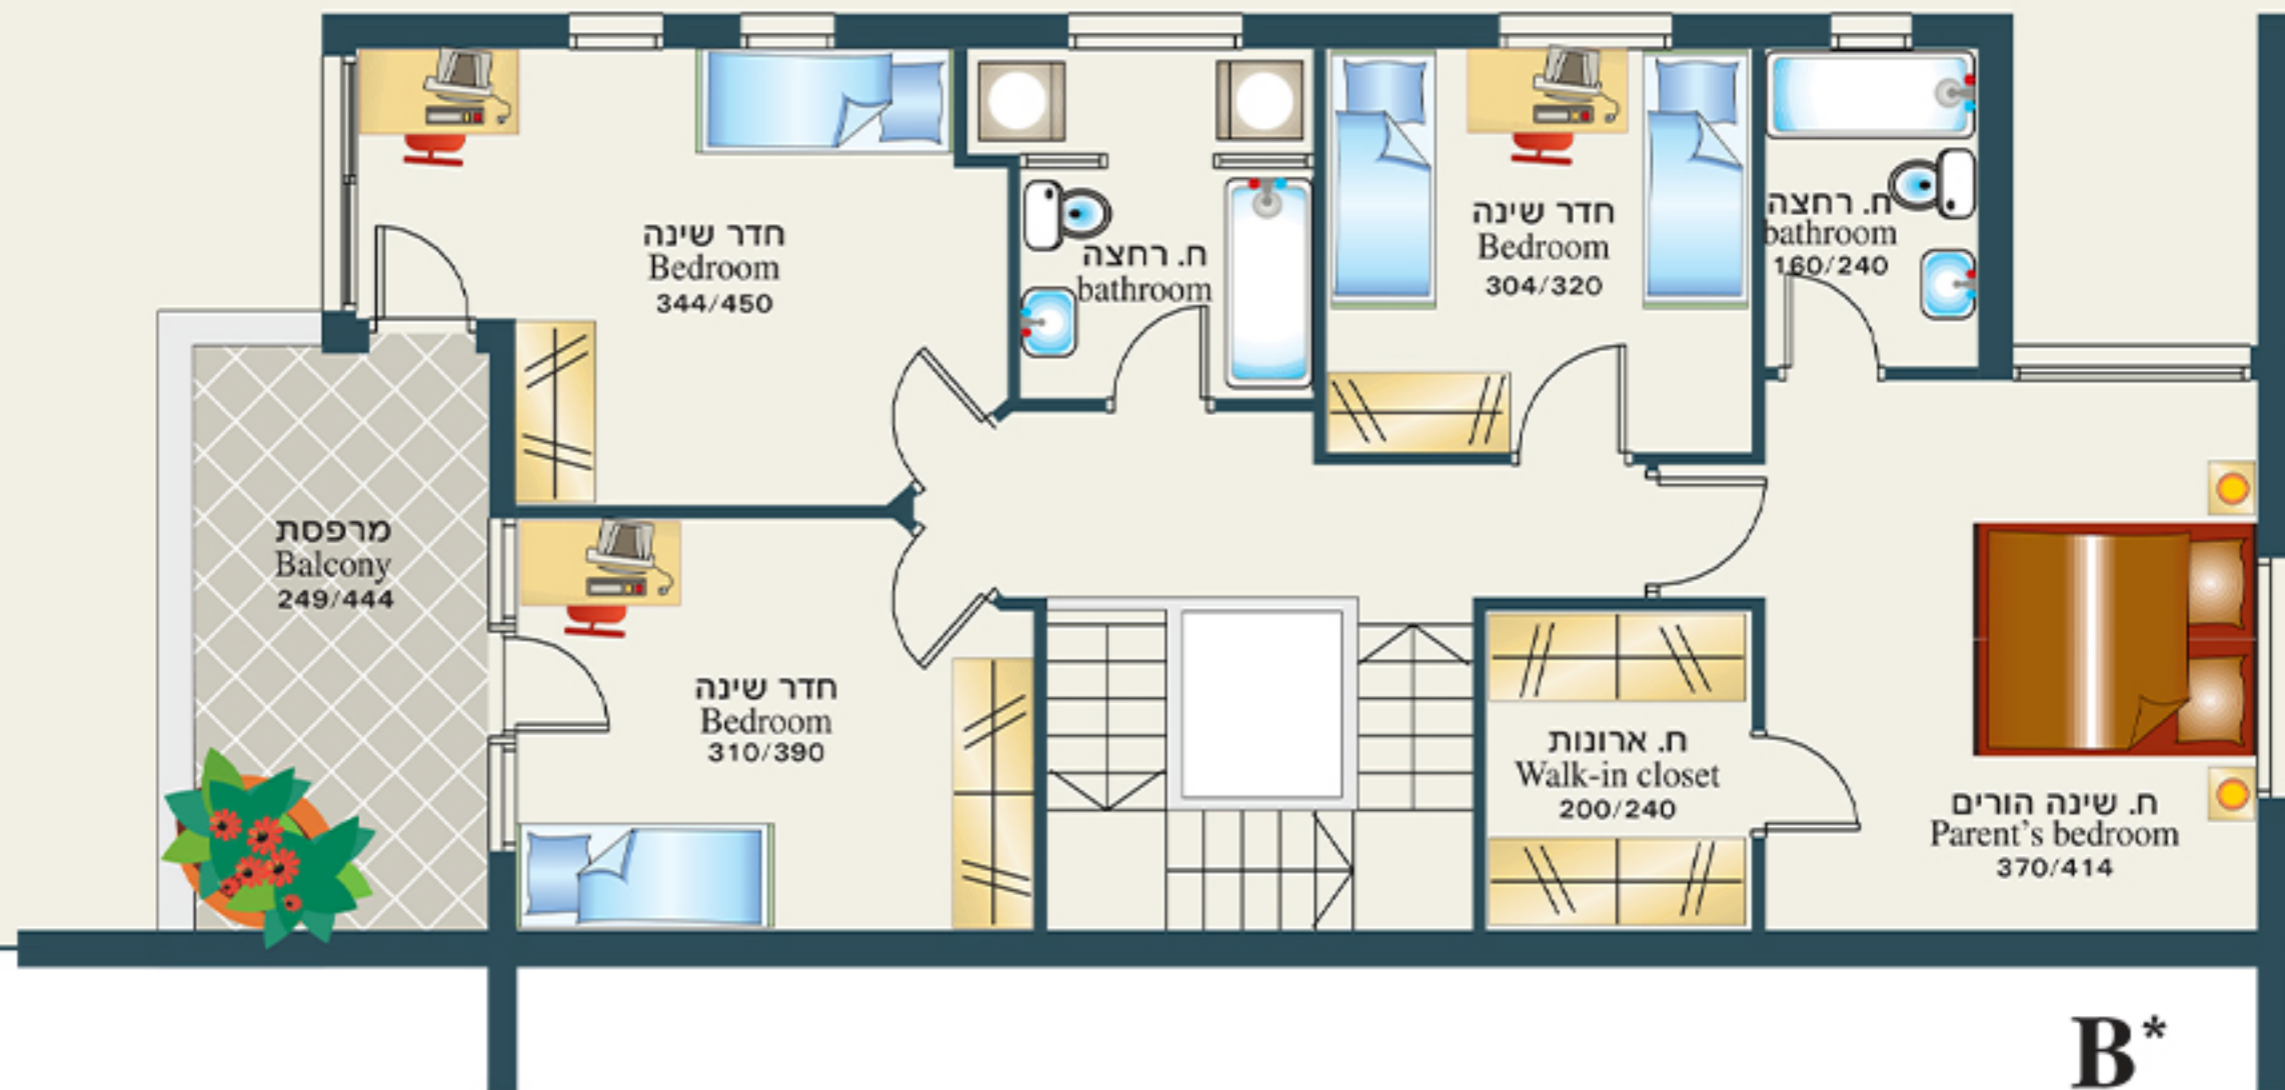 חדר שינה
Bedroom
344/450
ח. רחצה
bathroom
חדר שינה
Bedroom
304/320
ח. רחצה
bathroom
160/240
מרפסת
Balcony
249/444
חדר שינה
Bedroom
310/390
ח. ארונות
Walk-in closet
200/240
ח. שינה הורים
Parent's bedroom
370/414
B*